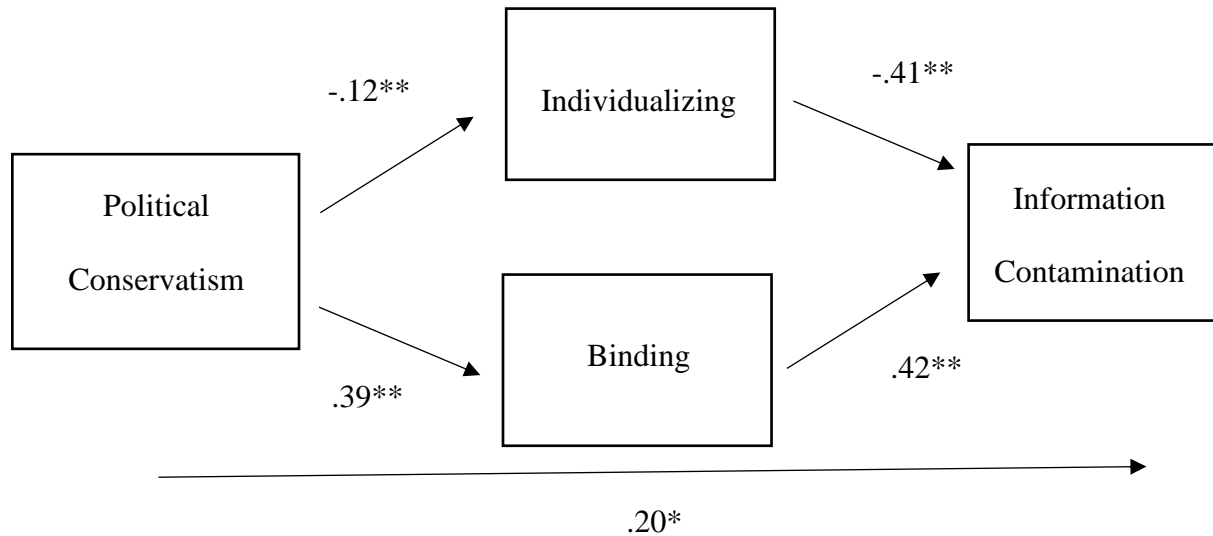 -.12**
Individualizing
-.41**
Political
Conservatism
Information
Contamination
.39**
Binding
.42**
.20*